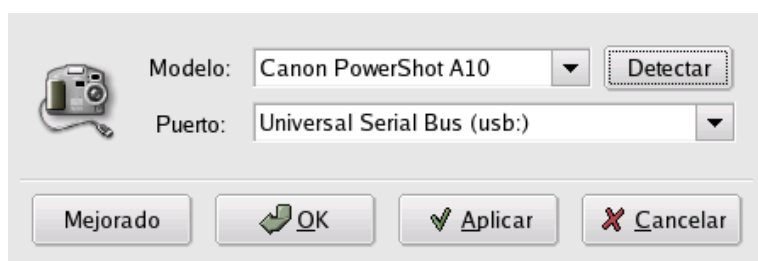 Modelo: Canon PowerShot A10 Detectar
Puerto: Universal Serial Bus (usb:)
Mejorado OK Aplicar Cancelar